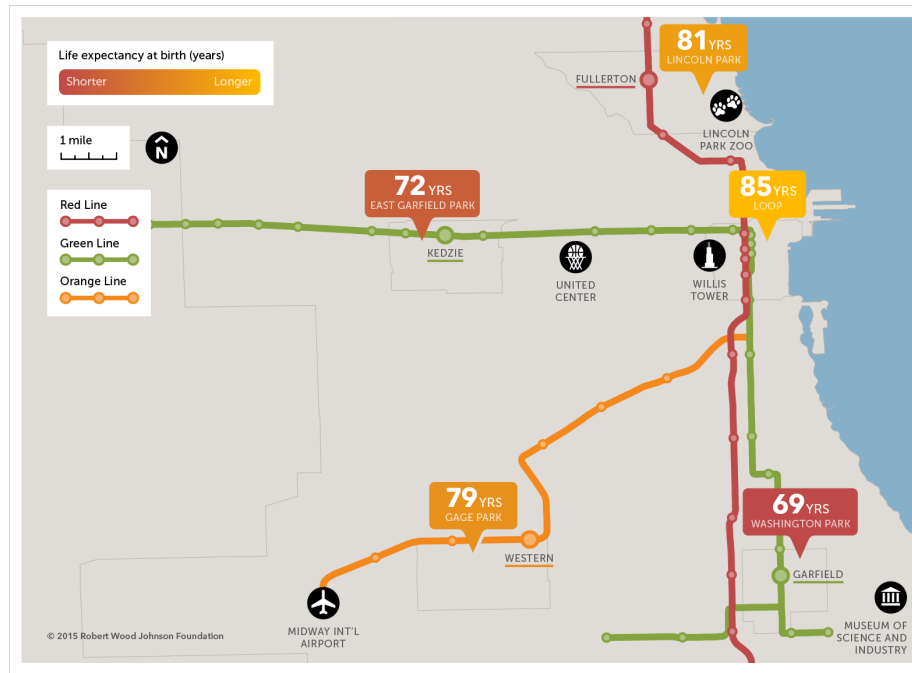 Life expectancy at birth (years)
Shorter
Longer
1 mile
N
Red Line
Green Line
Orange Line
81 YRS
LINCOLN PARK
FULLERTON
LINCOLN
PARK ZOO
72 YRS
EAST GARFIELD PARK
KEDZIE
85 YRS
LOOP
UNITED
CENTER
WILLIS
TOWER
79 YRS
GAGE PARK
WESTERN
69 YRS
WASHINGTON PARK
GARFIELD
MIDWAY INT'L
AIRPORT
MUSEUM OF
SCIENCE AND
INDUSTRY
© 2015 Robert Wood Johnson Foundation